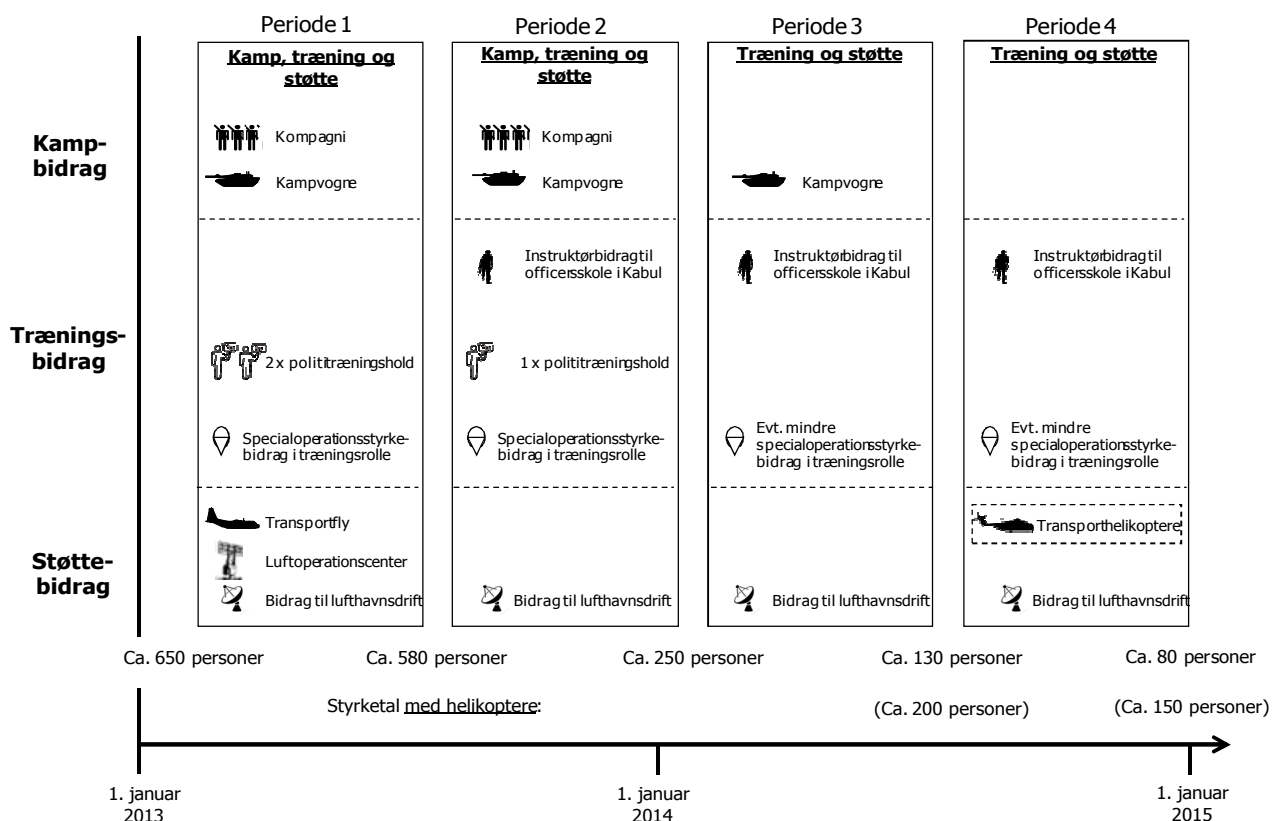 Periode 1
Periode 2
Periode 3
Periode 4
Kamp, træning og
støtte
Kamp, træning og
støtte
Træning og støtte
Træning og støtte
Kamp-
bidrag
Kompagni
Kompagni
Kampvogne
Kampvogne
Kampvogne
Trænings-
bidrag
Instruktørbidrag til
officersskole i Kabul
Instruktørbidrag til
officersskole i Kabul
Instruktørbidrag til
officersskole i Kabul
2 x polititræningshold
1 x polititræningshold
Specialoperationsstyrke-
bidrag i træningsrolle
Specialoperationsstyrke-
bidrag i træningsrolle
Evt. mindre
specialoperationsstyrke-
bidrag i træningsrolle
Evt. mindre
specialoperationsstyrke-
bidrag i træningsrolle
Støtte-
bidrag
Transportfly
Luftoperationscenter
Bidrag til lufthavnsdrift
Bidrag til lufthavnsdrift
Bidrag til lufthavnsdrift
Transporthelikoptere
Bidrag til lufthavnsdrift
Ca. 650 personer
Ca. 580 personer
Ca. 250 personer
Ca. 130 personer
Ca. 80 personer
Styrketal med helikoptere:
(Ca. 200 personer)
(Ca. 150 personer)
1. januar
2013
1. januar
2014
1. januar
2015